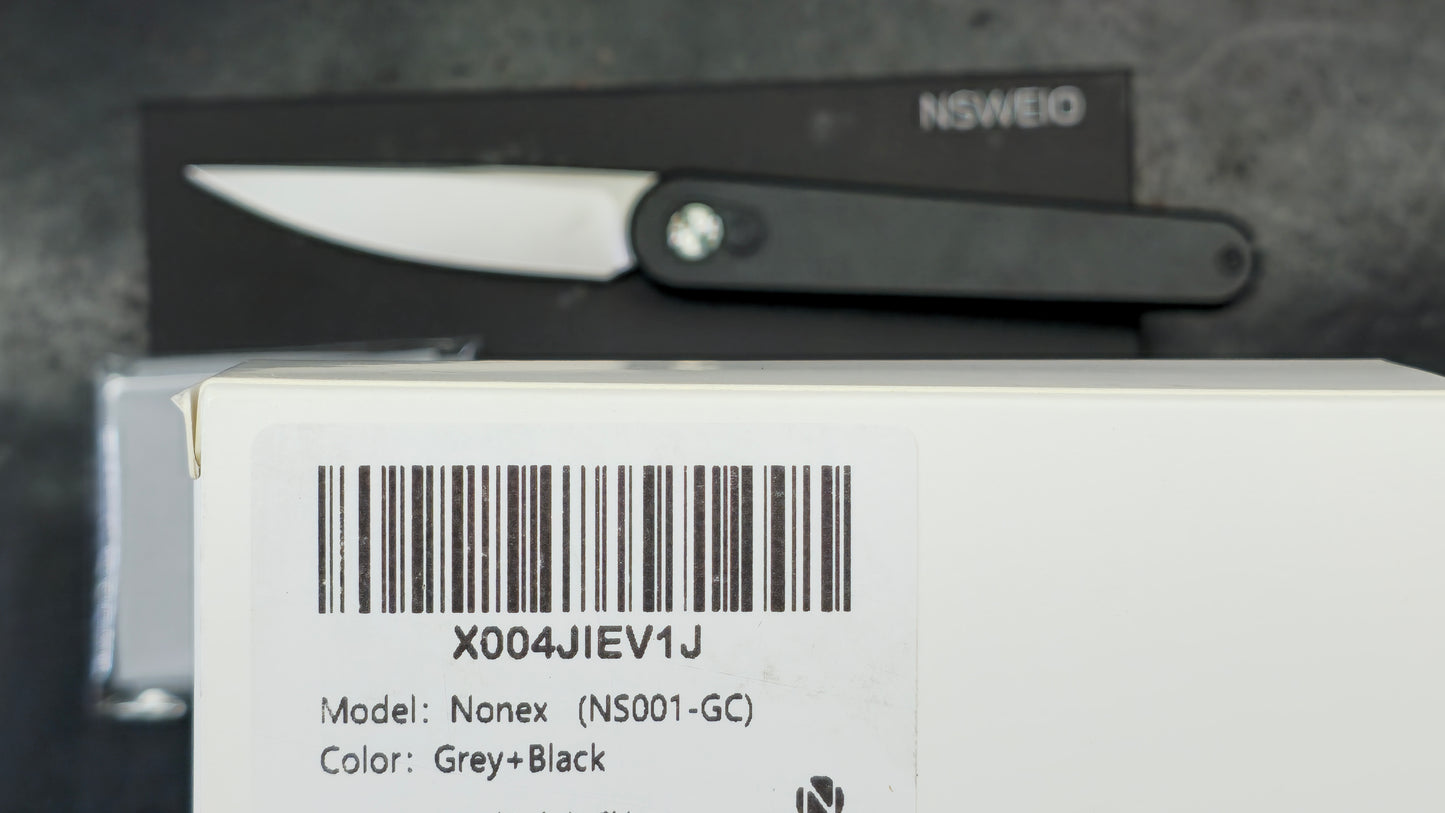 NSWEIO
X004JIEV1J
Model: Nonex (NS001-GC)
Color: Grey+Black
N